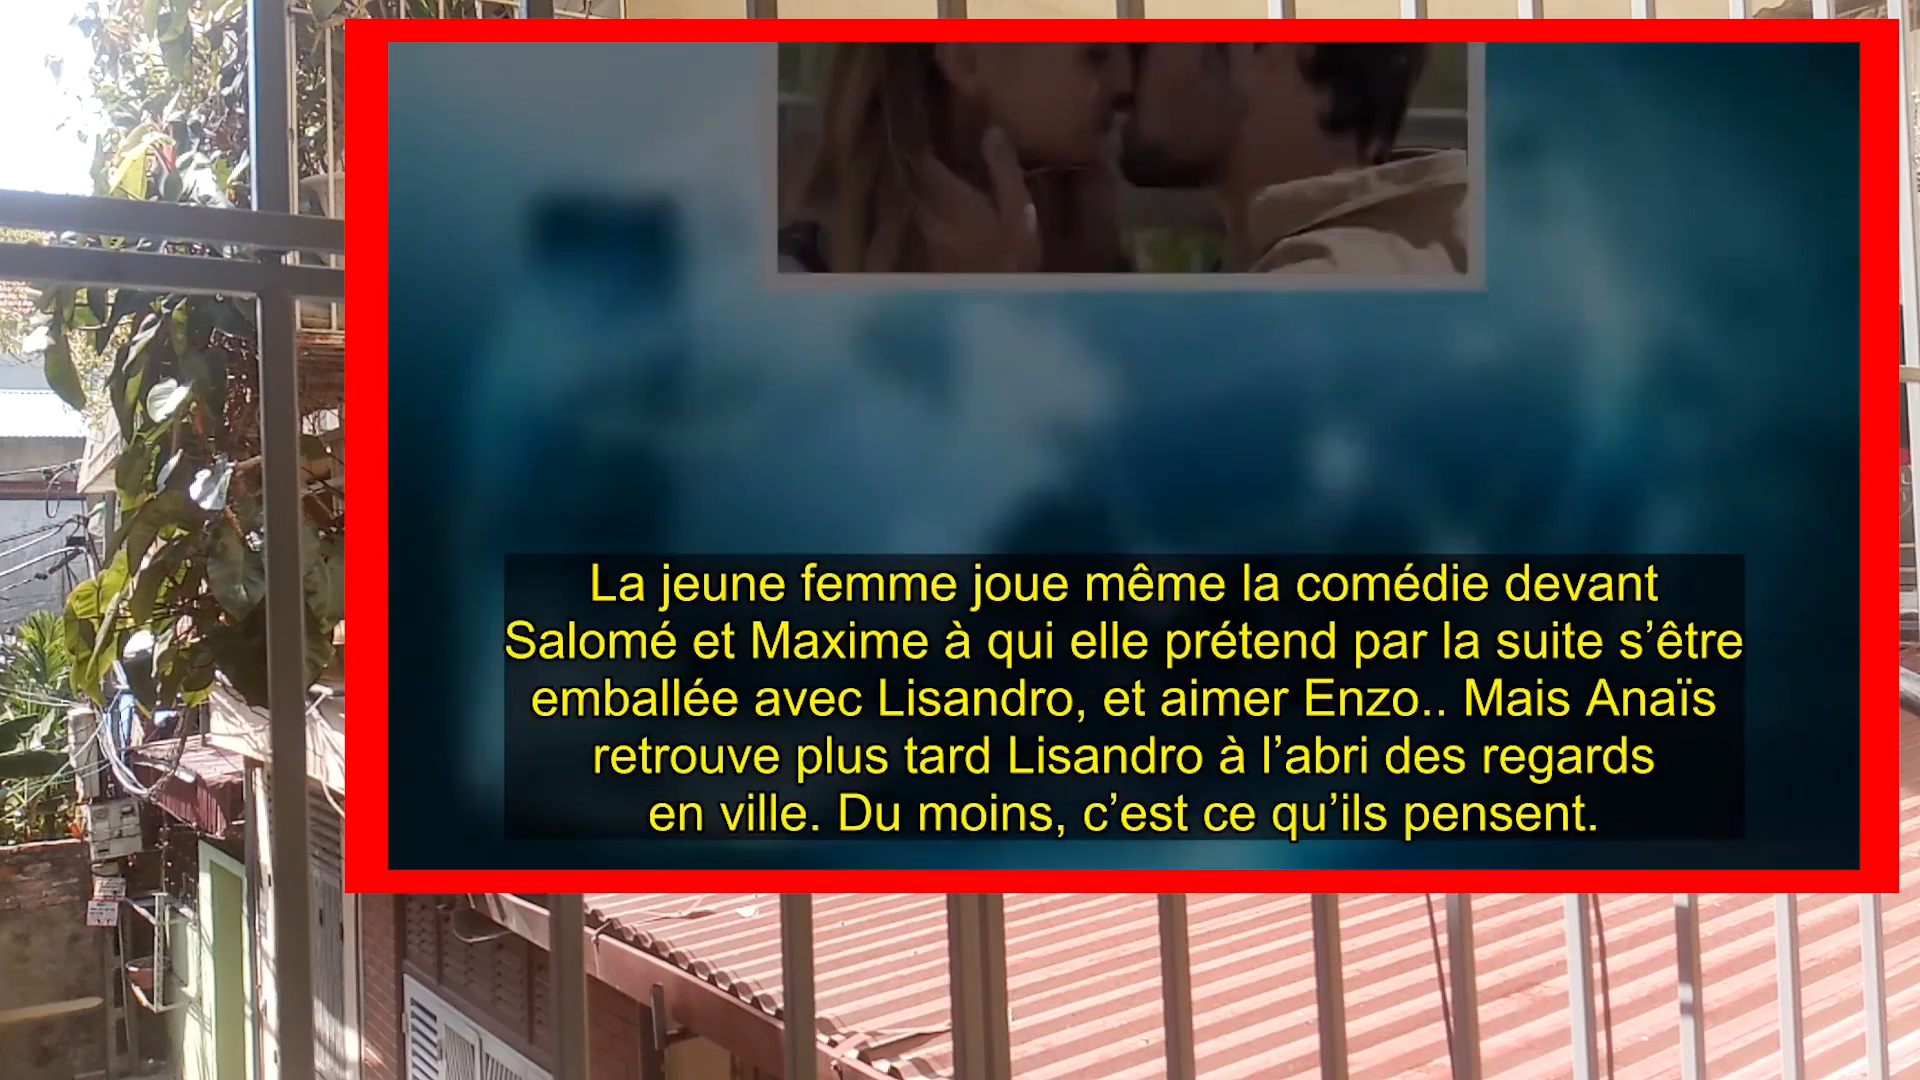 La jeune femme joue même la comédie devant
Salomé et Maxime à qui elle prétend par la suite s’être
emballée avec Lisandro, et aimer Enzo.. Mais Anaïs
retrouve plus tard Lisandro à l’abri des regards
en ville. Du moins, c’est ce qu’ils pensent.